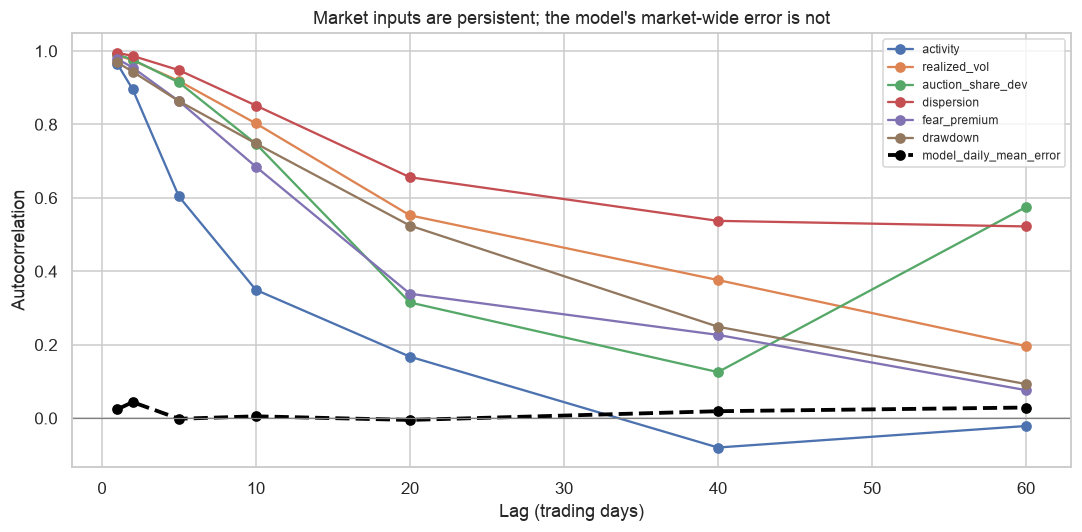 Market inputs are persistent; the model's market-wide error is not
activity
realized_vol
auction_share_dev
dispersion
fear_premium
drawdown
model_daily_mean_error
Autocorrelation
1.0
0.8
0.6
0.4
0.2
0.0
0 10 20 30 40 50 60
Lag (trading days)